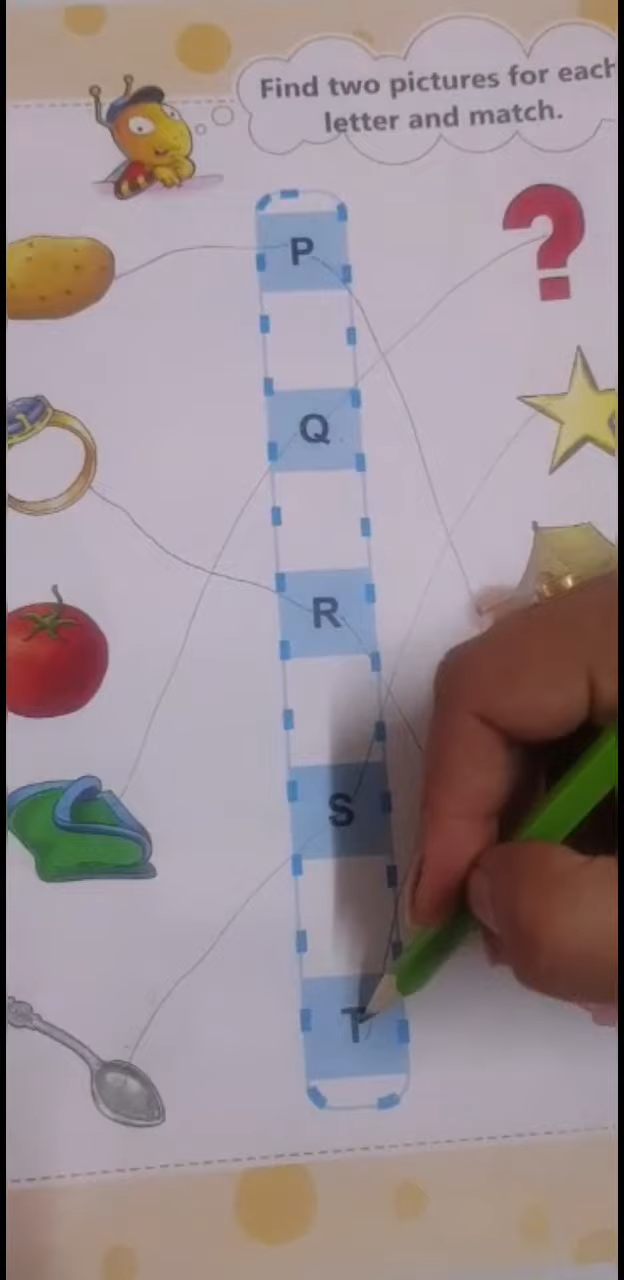 Find two pictures for each
letter and match.
P
?
Q
R
S
T